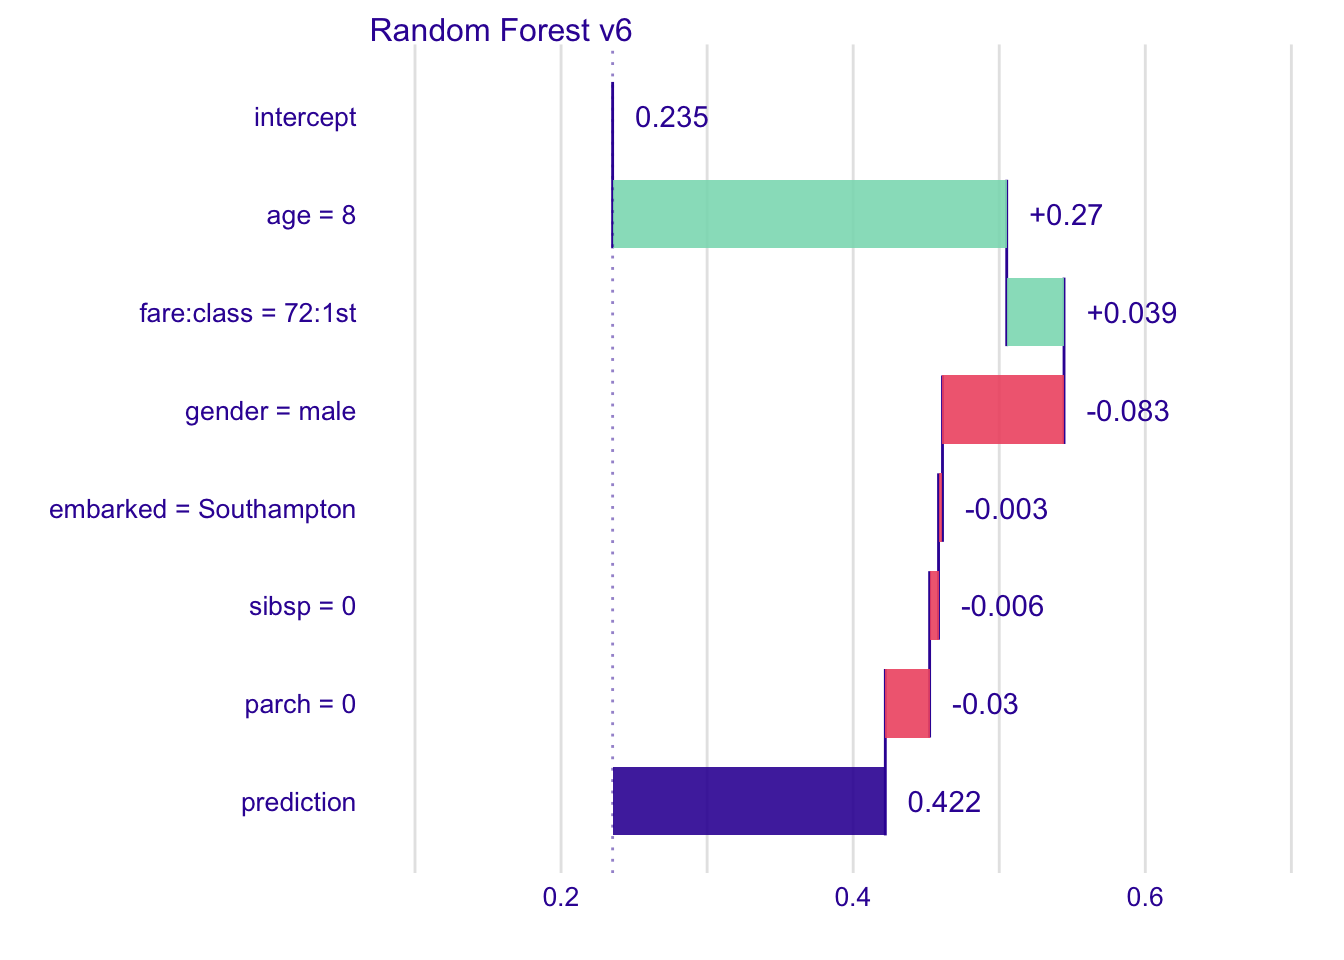 Random Forest v6
intercept 0.235
age = 8 +0.27
fare:class = 72:1st +0.039
gender = male -0.083
embarked = Southampton -0.003
sibsp = 0 -0.006
parch = 0 -0.03
prediction 0.422
0.2 0.4 0.6